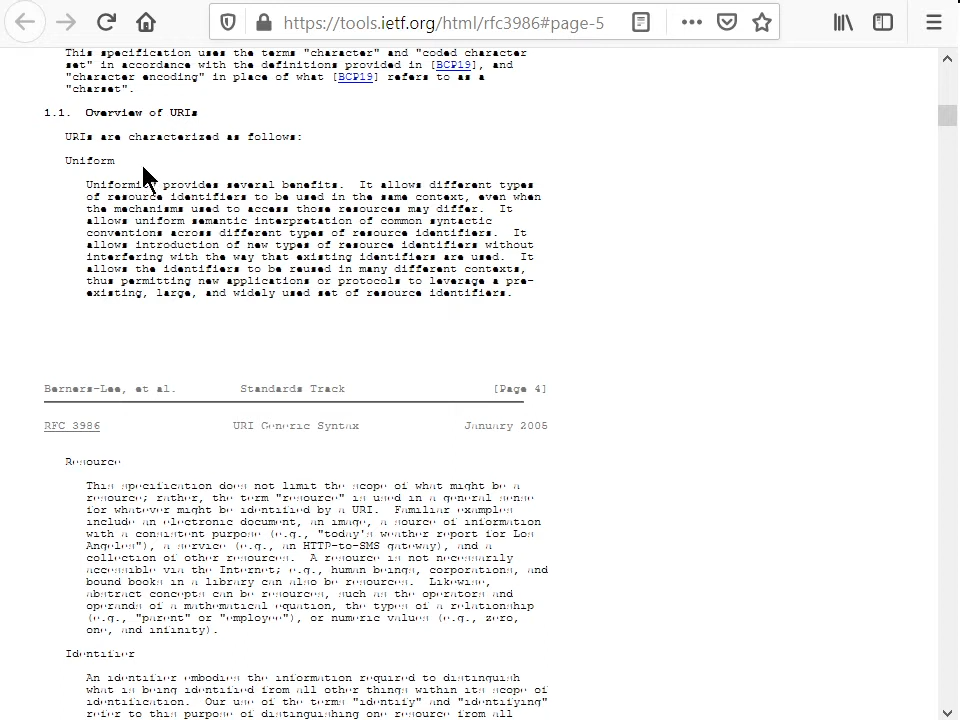 https://tools.ietf.org/html/rfc3986#page-5
This specification uses the terms "character" and "coded character
set" in accordance with the definitions provided in [BCP19], and
"character encoding" in place of what [BCP19] refers to as a
"charset".
1.1. Overview of URIs
URIs are characterized as follows:
Uniform
Uniformi provides several benefits. It allows different types
of resource identifiers to be used in the same context, even when
the mechanisms used to access those resources may differ. It
allows uniform semantic interpretation of common syntactic
conventions across different types of resource identifiers. It
allows introduction of new types of resource identifiers without
interfering with the way that existing identifiers are used. It
allows the identifiers to be reused in many different contexts,
thus permitting new applications or protocols to leverage a pre-
existing, large, and widely used set of resource identifiers.
Berners-Lee, et al. Standards Track [Page 4]
RFC 3986 URI Generic Syntax January 2005
Resource
This specification does not limit the scope of what might be a
resource; rather, the term "resource" is used in a general sense
for whatever might be identified by a URI. Familiar examples
include an electronic document, an image, a source of information
with a consistent purpose (e.g., "today's weather report for Los
Angeles"), a service (e.g., an HTTP-to-SMS gateway), and a
collection of other resources. A resource is not necessarily
accessible via the Internet; e.g., human beings, corporations, and
bound books in a library can also be resources. Likewise,
abstract concepts can be resources, such as the operators and
operands of a mathematical equation, the types of a relationship
(e.g., "parent" or "employee"), or numeric values (e.g., zero,
one, and infinity).
Identifier
An identifier embodies the information required to distinguish
what is being identified from all other things within its scope of
identification. Our use of the terms "identify" and "identifying"
refer to this purpose of distinguishing one resource from all